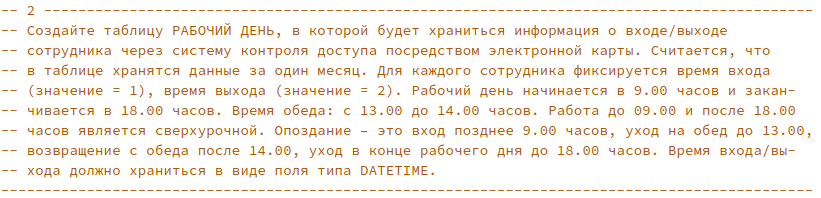 -- 2 ------------------------------------------------------------------------------------------
-- Создайте таблицу РАБОЧИЙ ДЕНЬ, в которой будет храниться информация о входе/выходе
-- сотрудника через систему контроля доступа посредством электронной карты. Считается, что
-- в таблице хранятся данные за один месяц. Для каждого сотрудника фиксируется время входа
-- (значение = 1), время выхода (значение = 2). Рабочий день начинается в 9.00 часов и закан-
-- чивается в 18.00 часов. Время обеда: с 13.00 до 14.00 часов. Работа до 09.00 и после 18.00
-- часов является сверхурочной. Опоздание – это вход позднее 9.00 часов, уход на обед до 13.00,
-- возвращение с обеда после 14.00, уход в конце рабочего дня до 18.00 часов. Время входа/вы-
-- хода должно храниться в виде поля типа DATETIME.
-----------------------------------------------------------------------------------------------